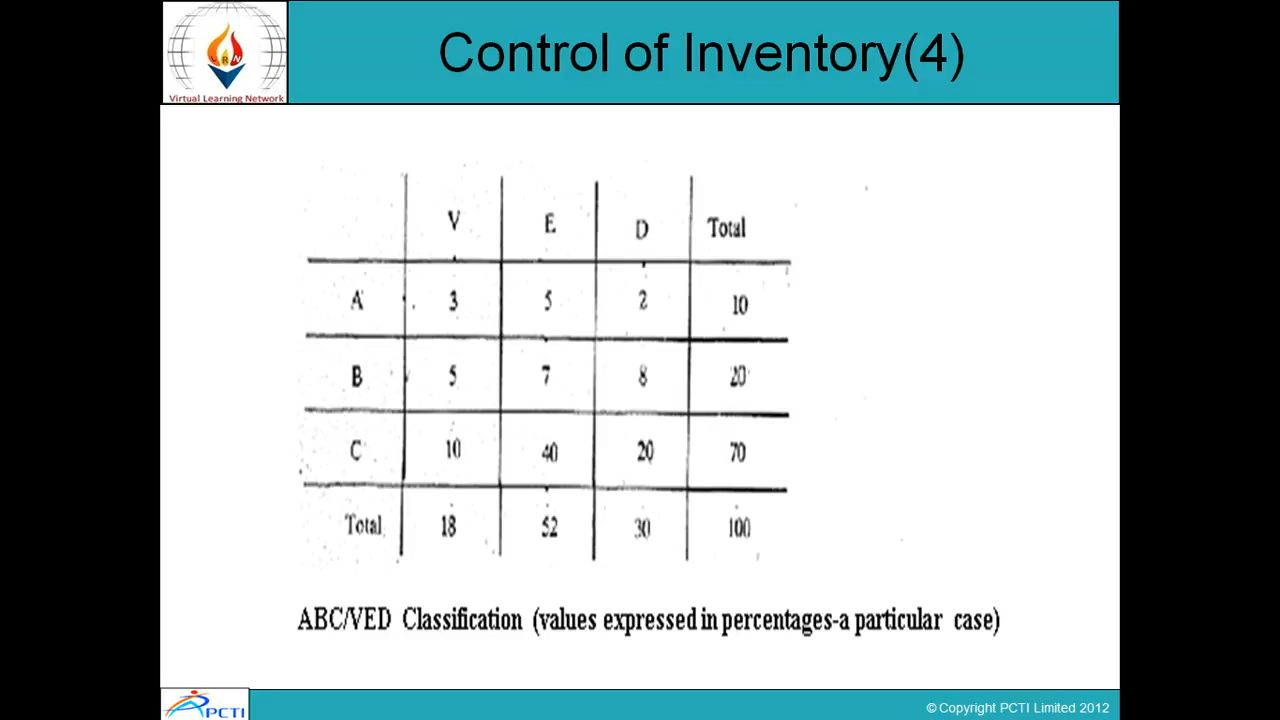 Control of Inventory(4)
LRN
Virtual Learning Network
V E D Total
A 3 5 2 10
B 5 7 8 20
C 10 40 20 70
Total 18 52 30 100
ABC/VED Classification (values expressed in percentages-a particular case)
PCTI
© Copyright PCTI Limited 2012